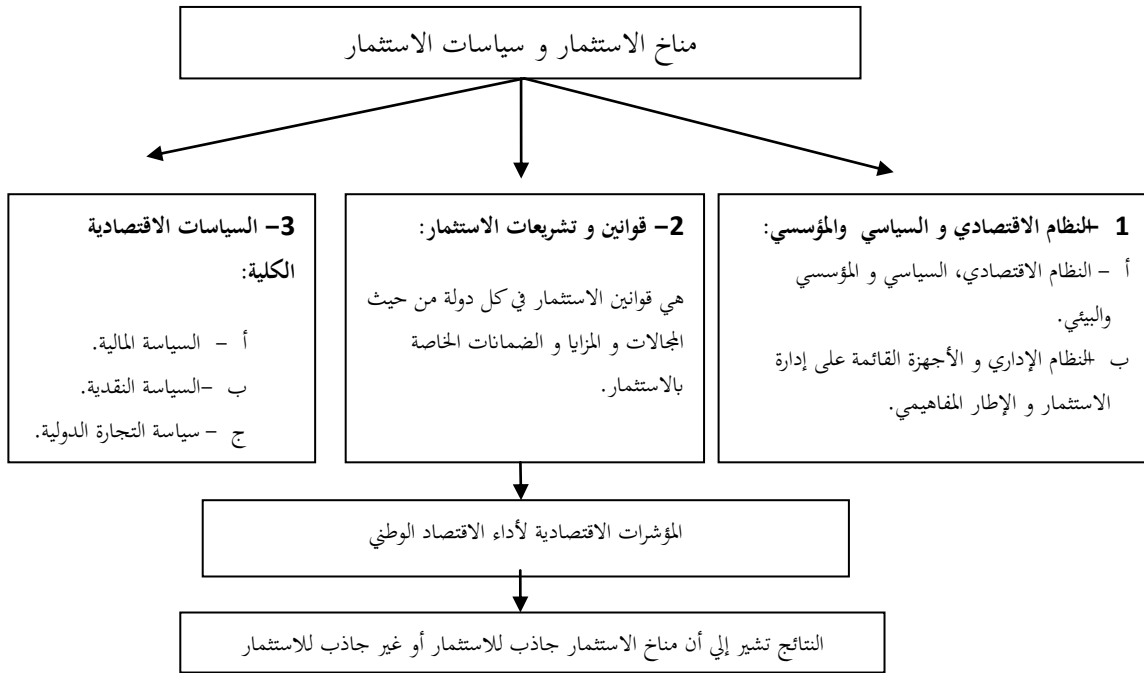 مناخ الاستثمار و سياسات الاستثمار
1 -النظام الاقتصادي و السياسي والمؤسسي:
أ – النظام الاقتصادي، السياسي و المؤسسي
والبيئي.
ب -النظام الإداري و الأجهزة القائمة على إدارة
الاستثمار و الإطار المفاهيمي.
2– قوانين و تشريعات الاستثمار:
هي قوانين الاستثمار في كل دولة من حيث
المجالات و المزايا و الضمانات الخاصة
بالاستثمار.
3– السياسات الاقتصادية
الكلية:
أ – السياسة المالية.
ب –السياسة النقدية.
ج – سياسة التجارة الدولية.
المؤشرات الاقتصادية لأداء الاقتصاد الوطني
النتائج تشير إلي أن مناخ الاستثمار جاذب للاستثمار أو غير جاذب للاستثمار